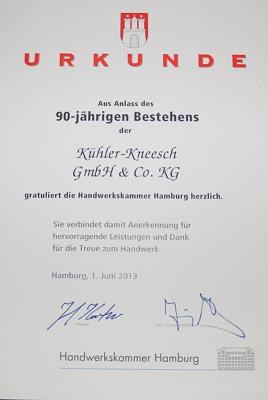 URKUNDE
Aus Anlass des
90-jährigen Bestehens
der
Kühler-Kneesch
GmbH & Co. KG
gratuliert die Handwerkskammer Hamburg herzlich.
Sie verbindet damit Anerkennung für
hervorragende Leistungen und Dank
für die Treue zum Handwerk.
Hamburg, 1. Juni 2013
Handwerkskammer Hamburg